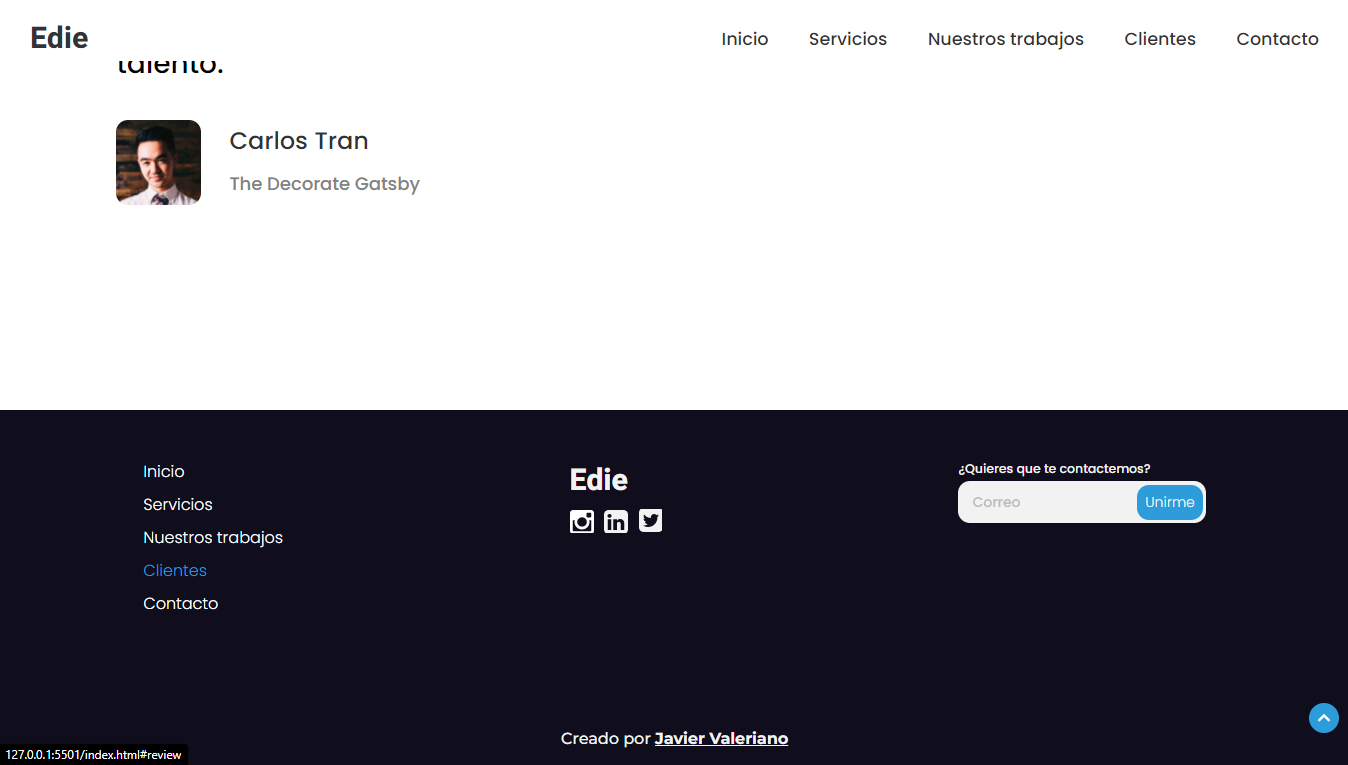 Edie
Inicio Servicios Nuestros trabajos Clientes Contacto
talento.
Carlos Tran
The Decorate Gatsby
Inicio
Servicios
Nuestros trabajos
Clientes
Contacto
Edie
¿Quieres que te contactemos?
Correo Unirme
Creado por Javier Valeriano
127.0.0.1:5501/index.html#review